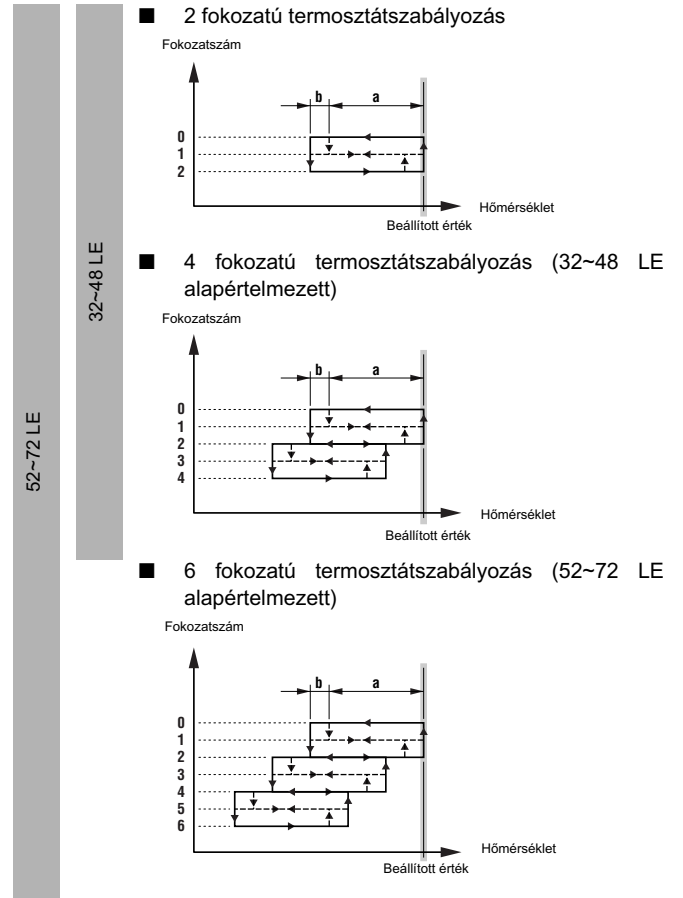 52~72 LE
32~48 LE
■ 2 fokozatú termosztátszabályozás
Fokozatszám
b a
0
1
2
Hőmérséklet
Beállított érték
■ 4 fokozatú termosztátszabályozás (32~48 LE
alapértelmezett)
Fokozatszám
b a
0
1
2
3
4
Hőmérséklet
Beállított érték
■ 6 fokozatú termosztátszabályozás (52~72 LE
alapértelmezett)
Fokozatszám
b a
0
1
2
3
4
5
6
Hőmérséklet
Beállított érték